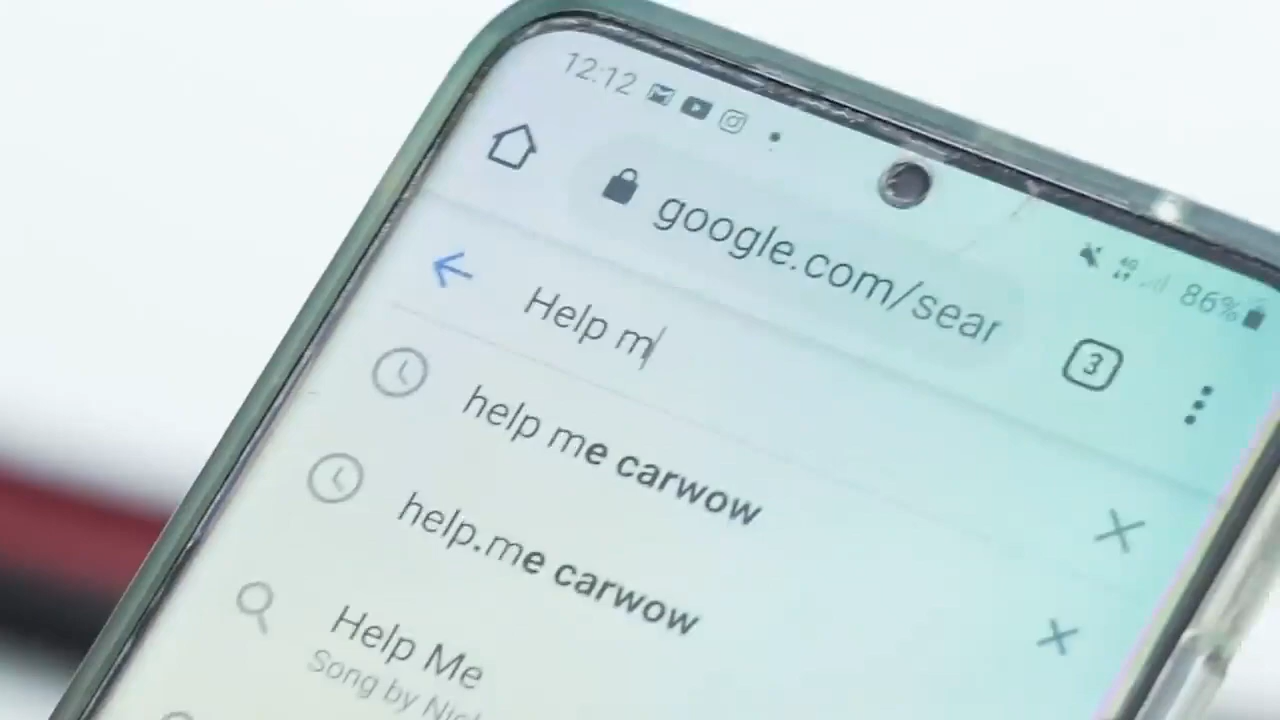 12:12
86%
google.com/sear
3
Help m
help me carwow
help.me carwow
Help Me
Song by